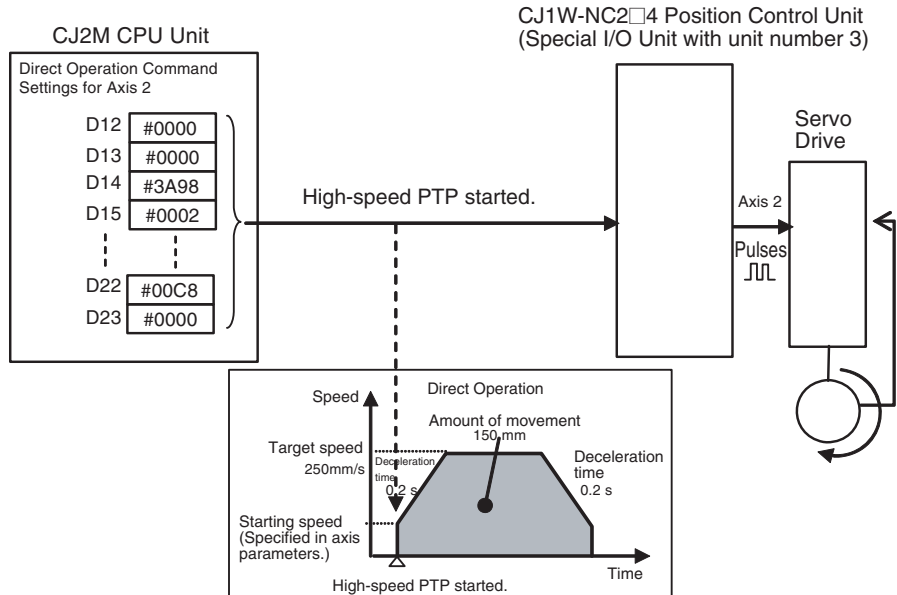 CJ2M CPU Unit
CJ1W-NC2□4 Position Control Unit
(Special I/O Unit with unit number 3)
Direct Operation Command
Settings for Axis 2
D12 #0000
D13 #0000
D14 #3A98
D15 #0002
D22 #00C8
D23 #0000
High-speed PTP started.
Axis 2
Pulses
Servo
Drive
Direct Operation
Speed
Amount of movement
150 mm
Target speed
250mm/s
Deceleration
time
0.2 s
Deceleration
time
0.2 s
Starting speed
(Specified in axis
parameters.)
Time
High-speed PTP started.